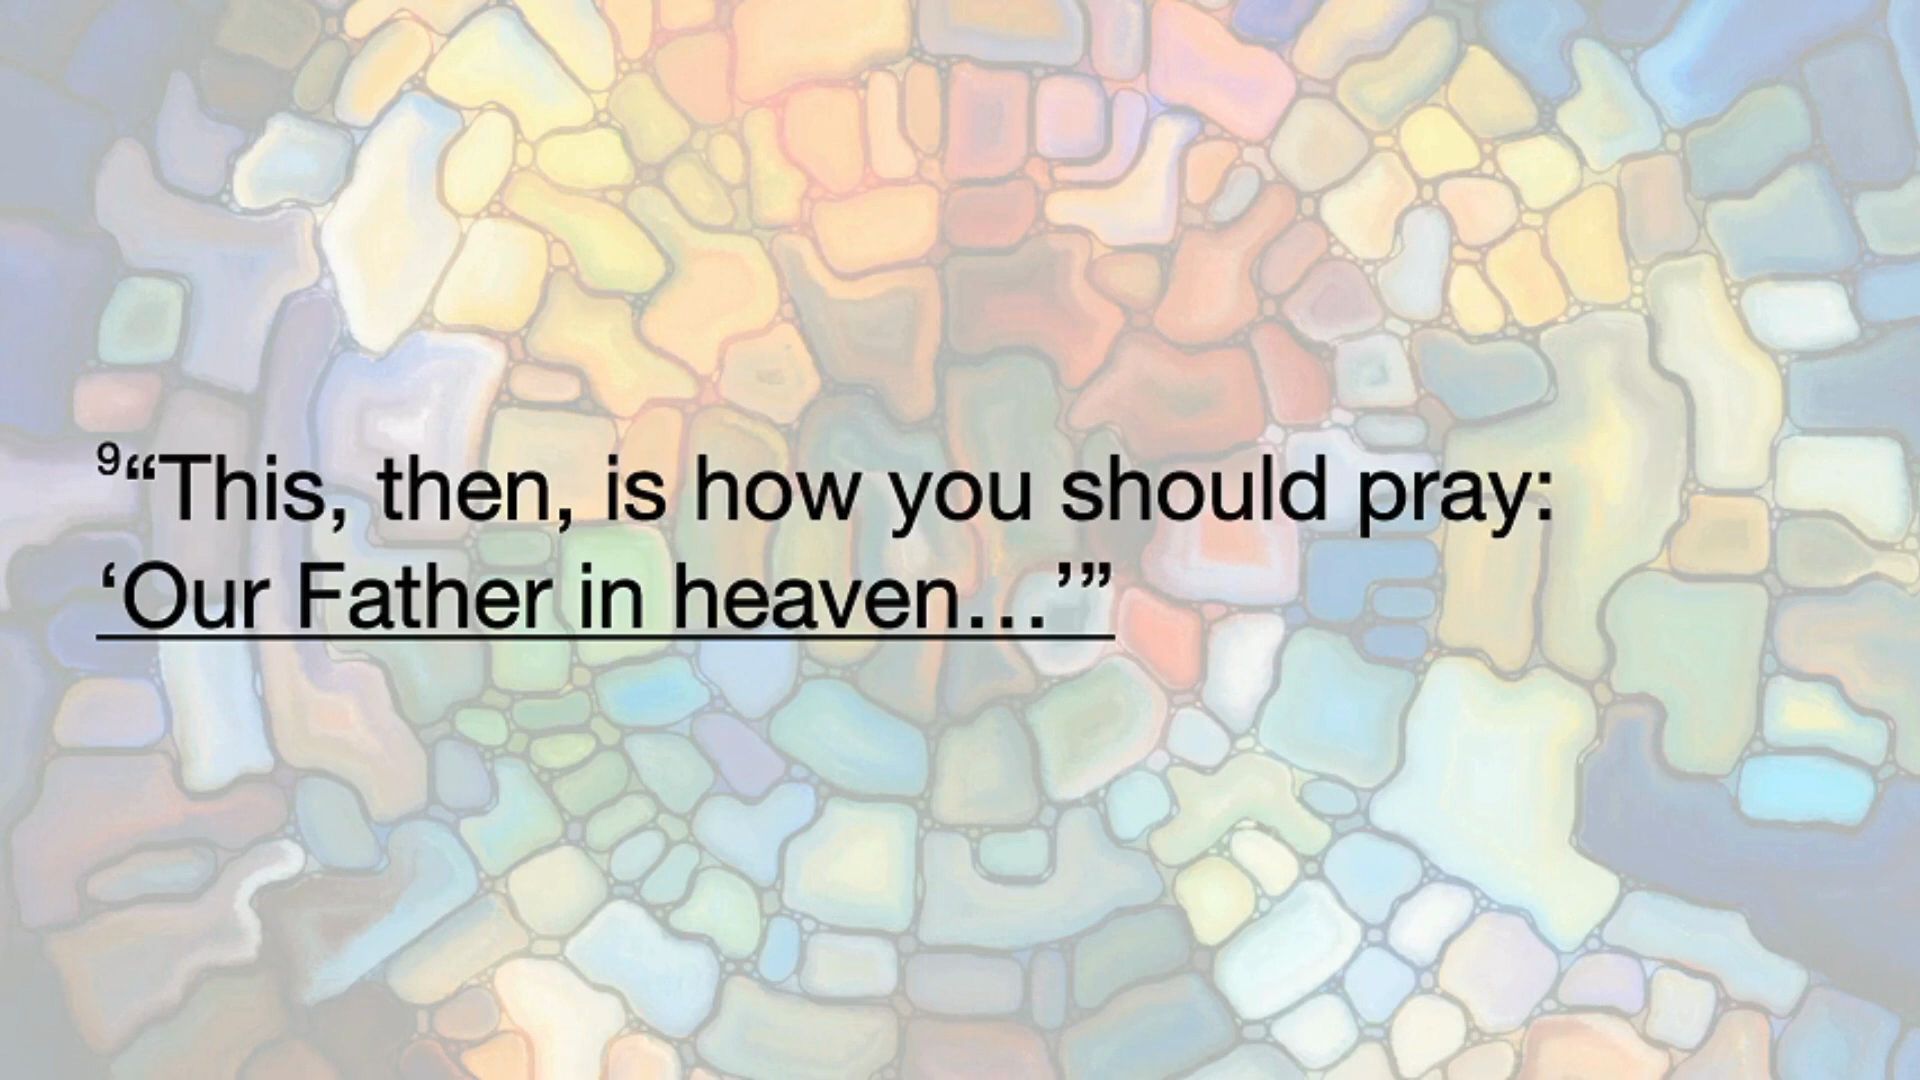 ⁹“This, then, is how you should pray:
‘Our Father in heaven…’”